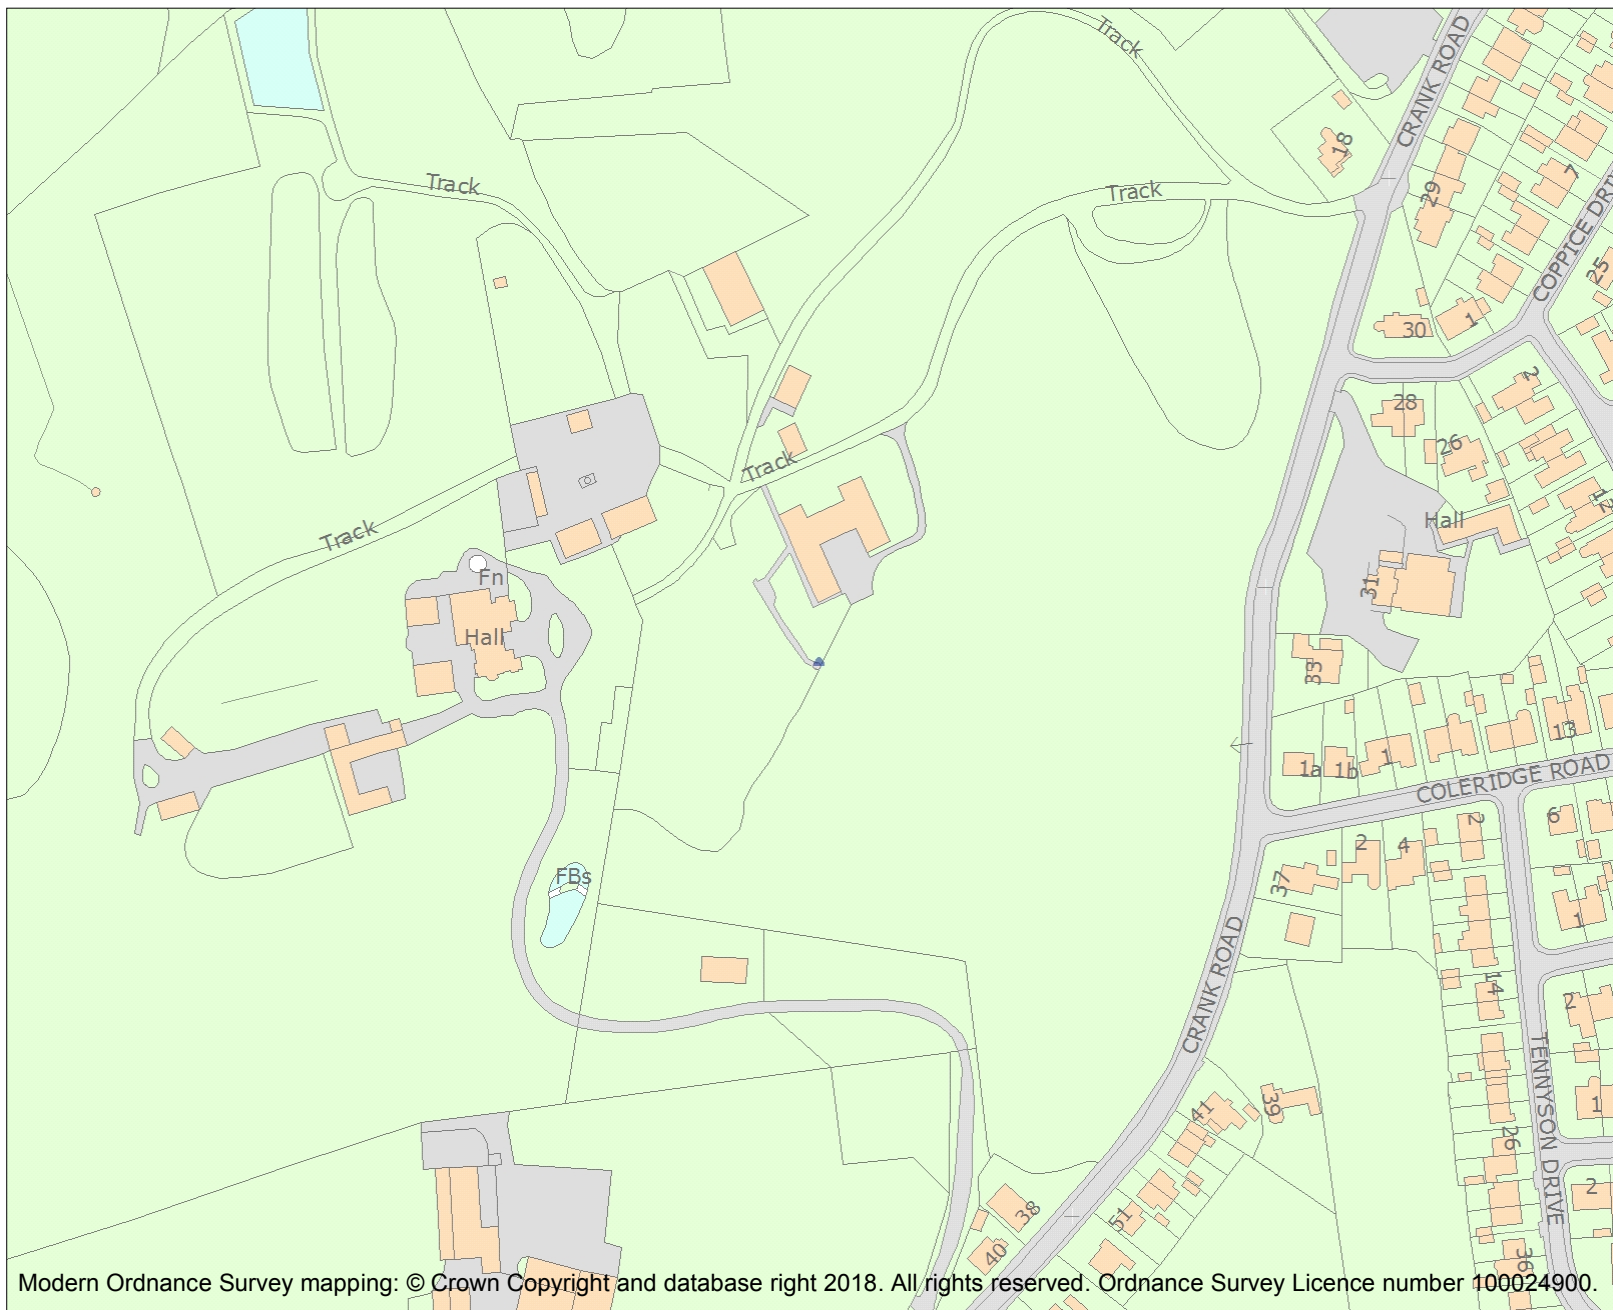 Track
CRANK ROAD
18
Track
Track
29
7
COPPICE DRI
25
30
1
2
28
26
12
Track
Hall
Track
Fn
31
Hall
33
13
1a
1b
1
COLERIDGE ROAD
2
6
2
4
FBs
37
1
CRANK ROAD
14
2
TENNYSON DRIVE
41
39
1
26
2
38
51
40
36
Modern Ordnance Survey mapping: © Crown Copyright and database right 2018. All rights reserved. Ordnance Survey Licence number 100024900.